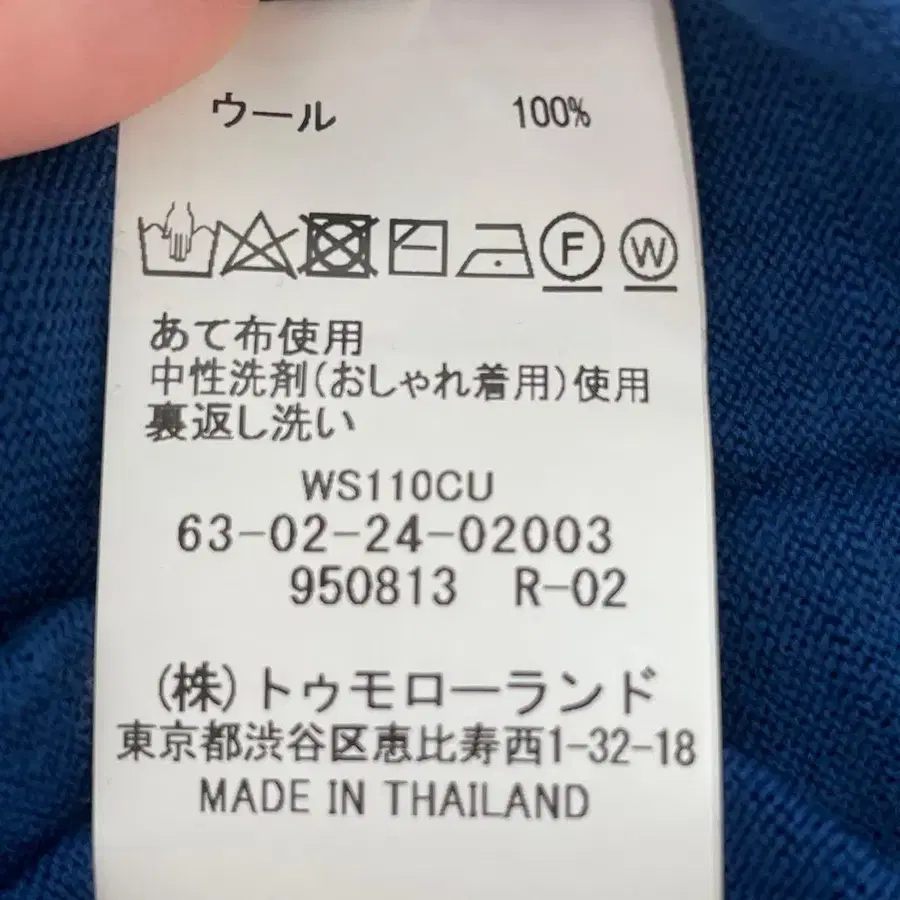 ウール 100%
F W
あて布使用
中性洗剤(おしゃれ着用)使用
裏返し洗い
WS110CU
63-02-24-02003
950813 R-02
(株)トゥモローランド
東京都渋谷区恵比寿西1-32-18
MADE IN THAILAND